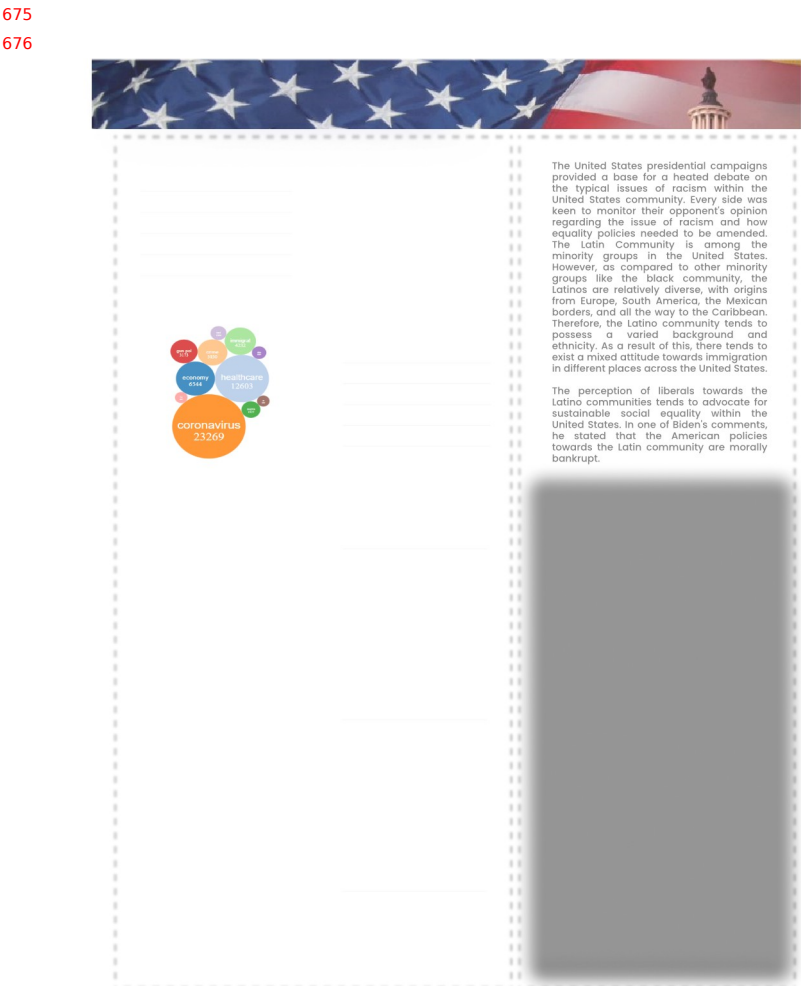 675
676
The United States presidential campaigns
provided a base for a heated debate on
the typical issues of racism within the
United States community. Every side was
keen to monitor their opponent's opinion
regarding the issue of racism and how
equality policies needed to be amended.
The Latin Community is among the
minority groups in the United States.
However, as compared to other minority
groups like the black community, the
Latinos are relatively diverse, with origins
from Europe, South America, the Mexican
borders, and all the way to the Caribbean.
Therefore, the Latino community tends to
possess a varied background and
ethnicity. As a result of this, there tends to
exist a mixed attitude towards immigration
in different places across the United States.
The perception of liberals towards the
Latino communities tends to advocate for
sustainable social equality within the
United States. In one of Biden's comments,
he stated that the American policies
towards the Latin community are morally
bankrupt.
economy
6544
healthcare
12603
coronavirus
23269